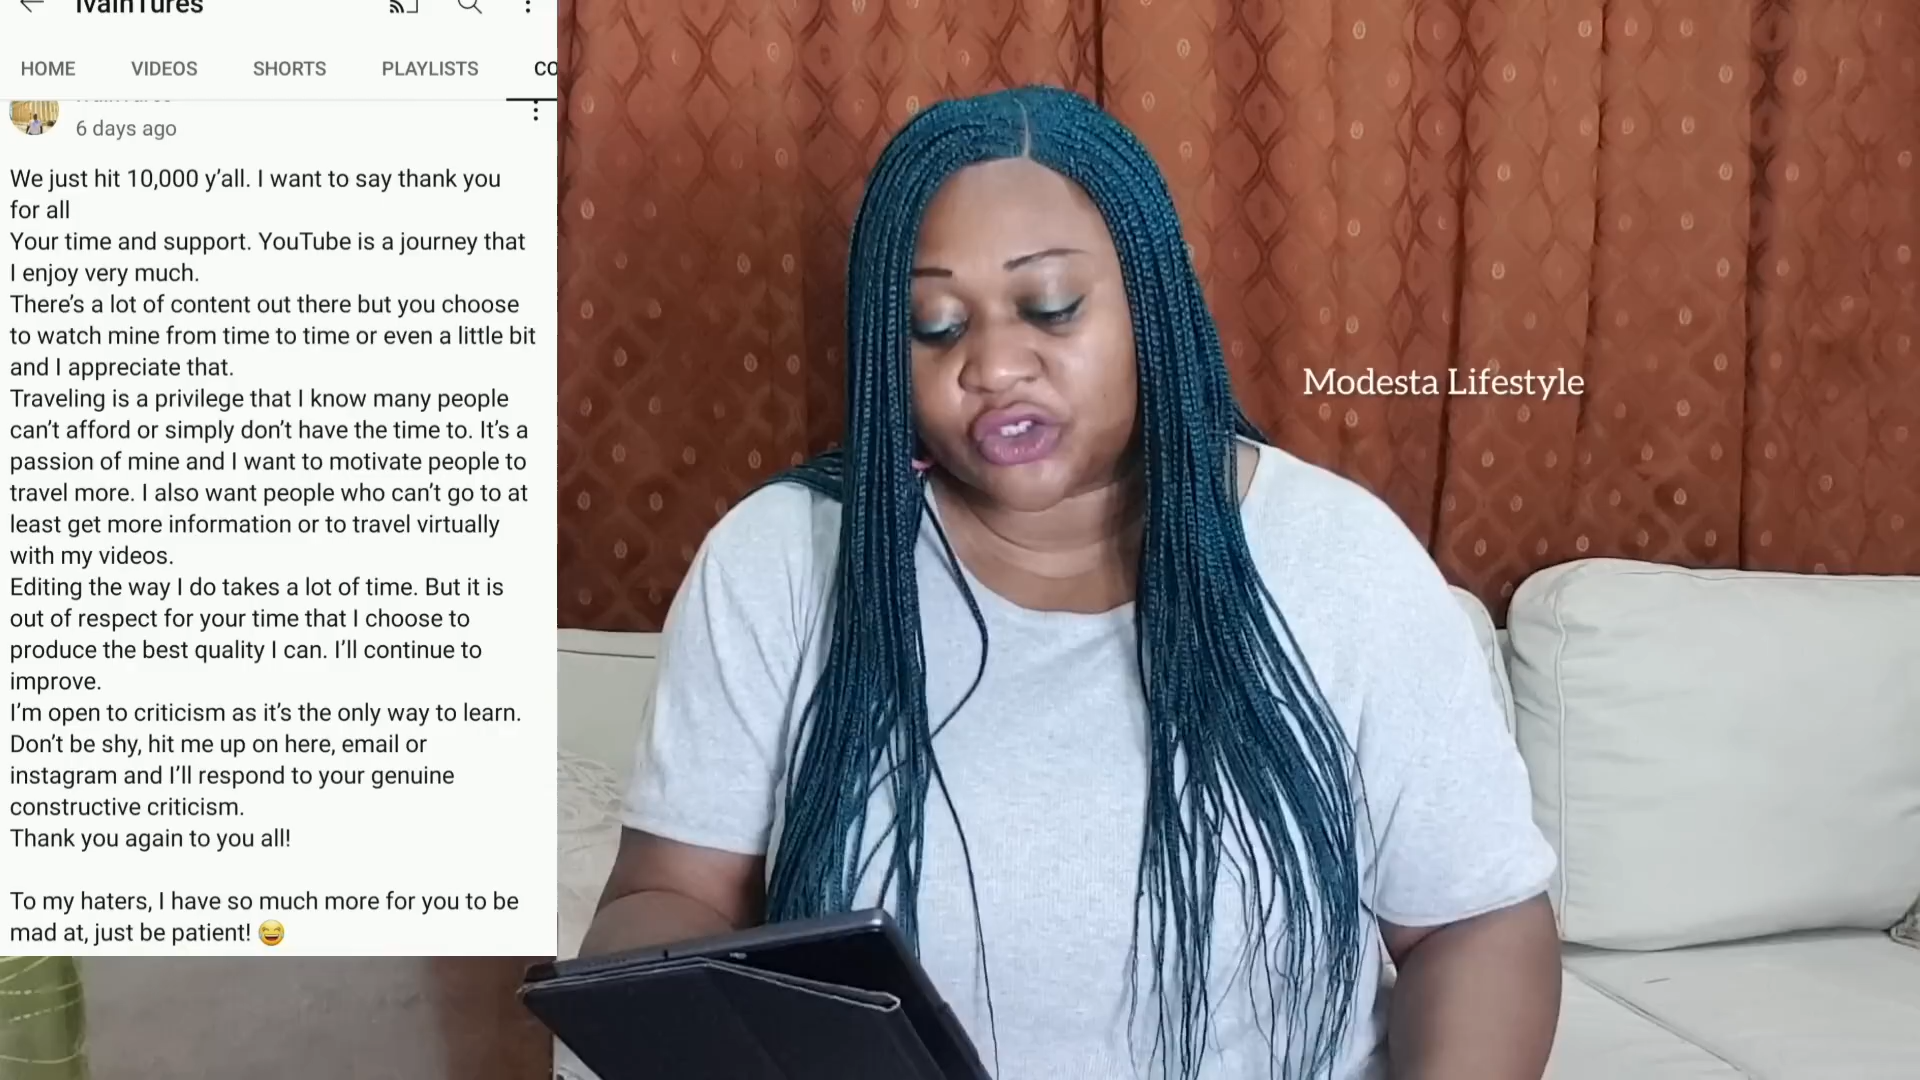 IvainTures
HOME VIDEOS SHORTS PLAYLISTS CO
6 days ago
We just hit 10,000 y’all. I want to say thank you
for all
Your time and support. YouTube is a journey that
I enjoy very much.
There’s a lot of content out there but you choose
to watch mine from time to time or even a little bit
and I appreciate that.
Traveling is a privilege that I know many people
can’t afford or simply don’t have the time to. It’s a
passion of mine and I want to motivate people to
travel more. I also want people who can’t go to at
least get more information or to travel virtually
with my videos.
Editing the way I do takes a lot of time. But it is
out of respect for your time that I choose to
produce the best quality I can. I’ll continue to
improve.
I’m open to criticism as it’s the only way to learn.
Don’t be shy, hit me up on here, email or
instagram and I’ll respond to your genuine
constructive criticism.
Thank you again to you all!
To my haters, I have so much more for you to be
mad at, just be patient! 😆
Modesta Lifestyle